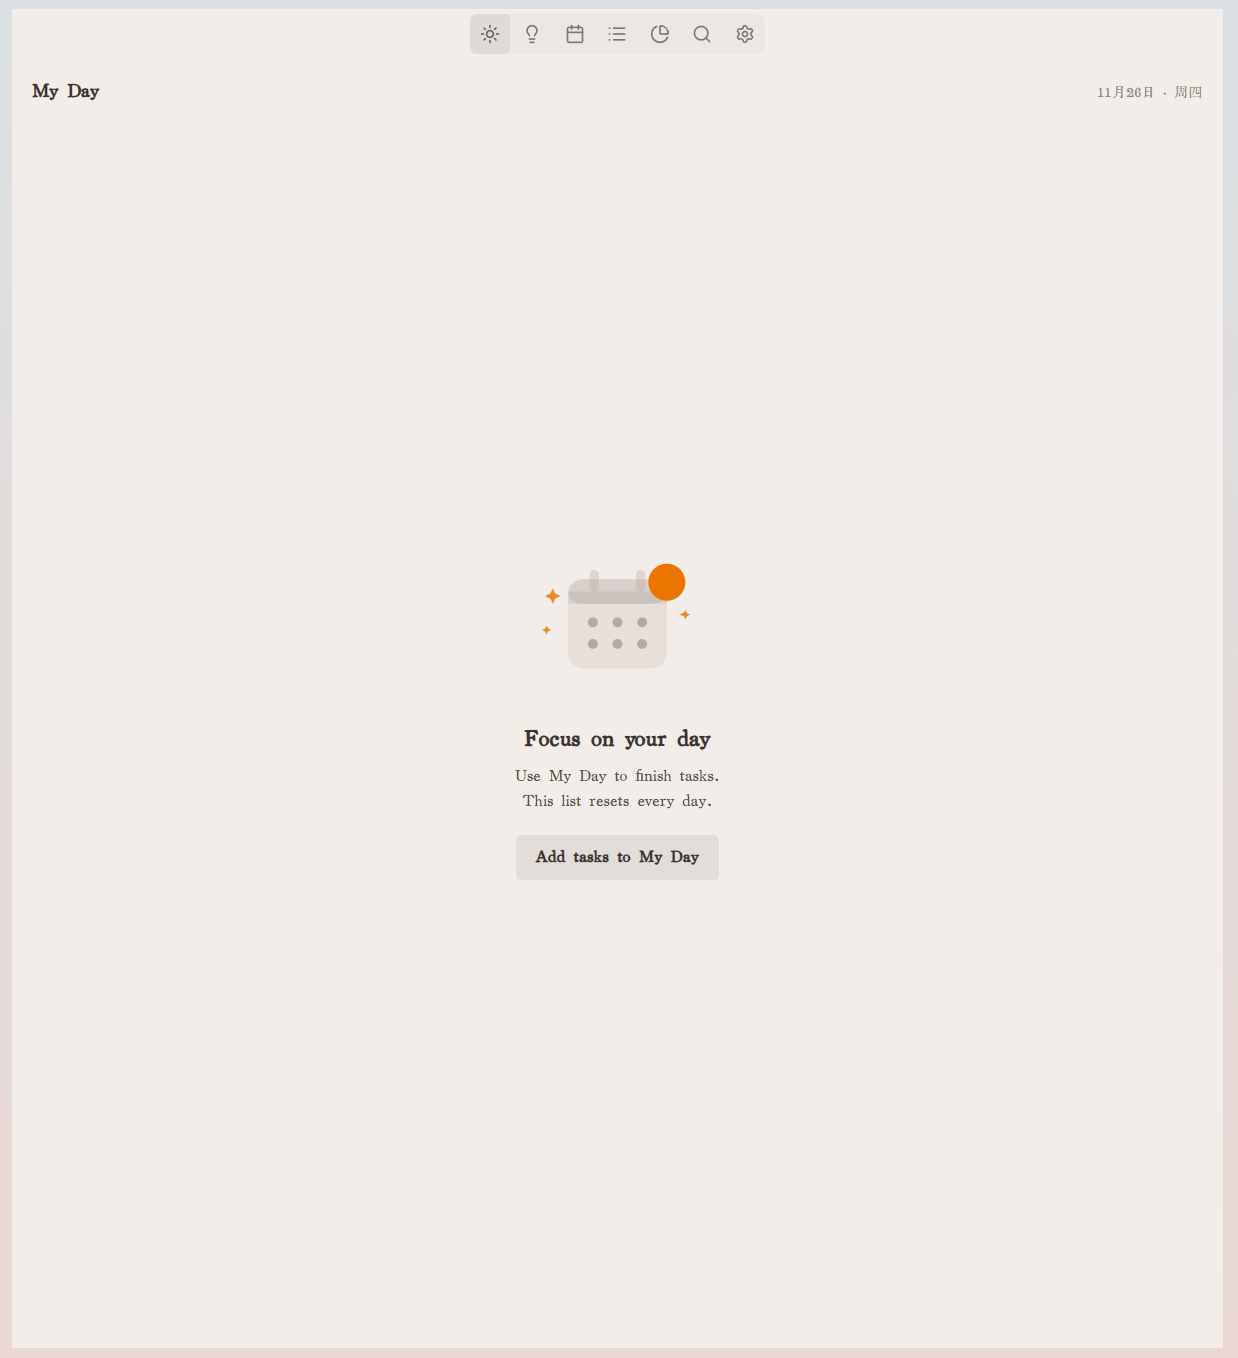 My Day
11月26日 · 周四
Focus on your day
Use My Day to finish tasks.
This list resets every day.
Add tasks to My Day